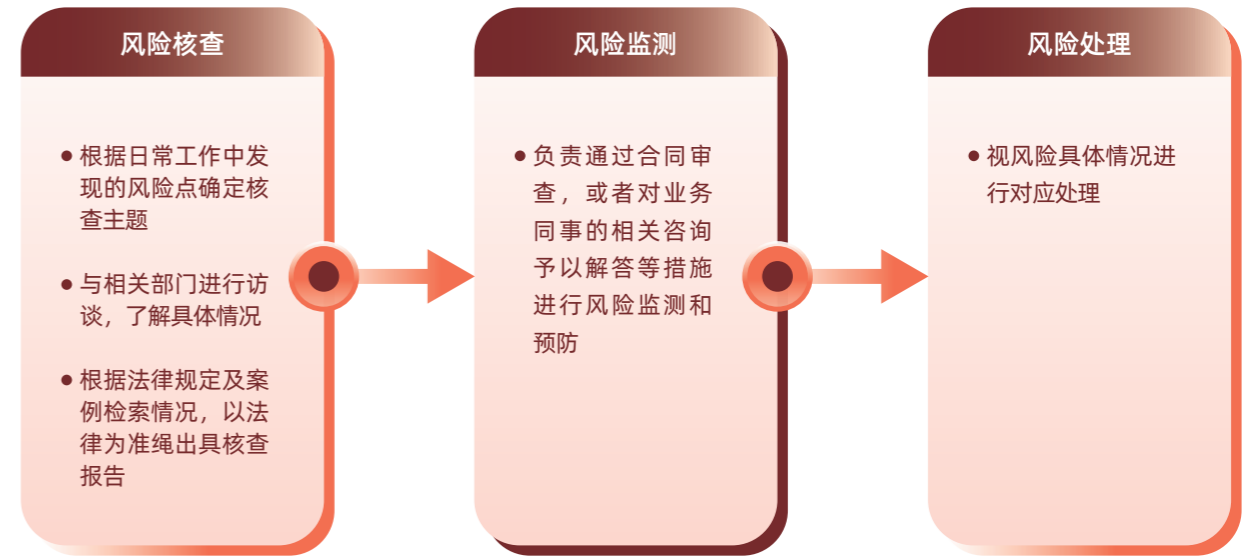 风险核查
根据日常工作中发
现的风险点确定核
查主题
与相关部门进行访
谈，了解具体情况
根据法律规定及案
例检索情况，以法
律为准绳出具核查
报告
风险监测
负责通过合同审
查，或者对业务
同事的相关咨询
予以解答等措施
进行风险监测和
预防
风险处理
视风险具体情况进
行对应处理